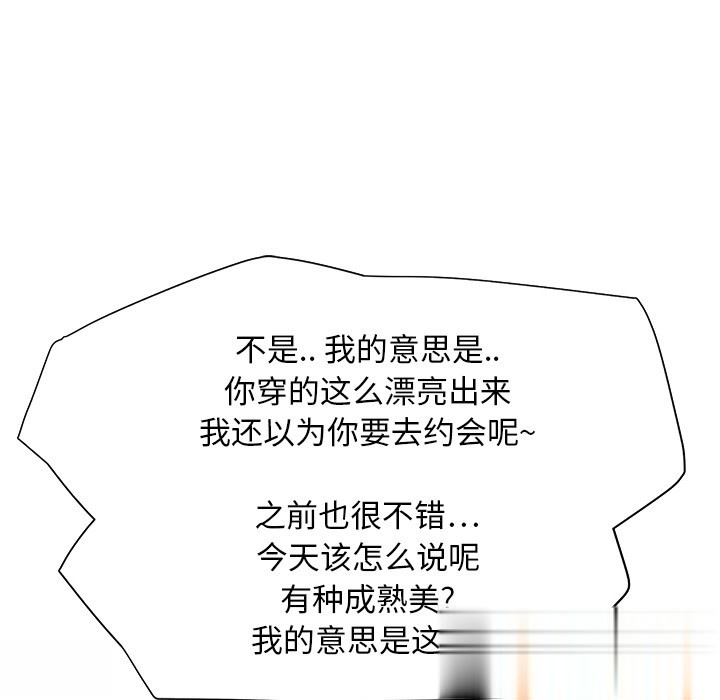 不是.. 我的意思是..
你穿的这么漂亮出来
我还以为你要去约会呢~
之前也很不错...
今天该怎么说呢
有种成熟美?
我的意思是这